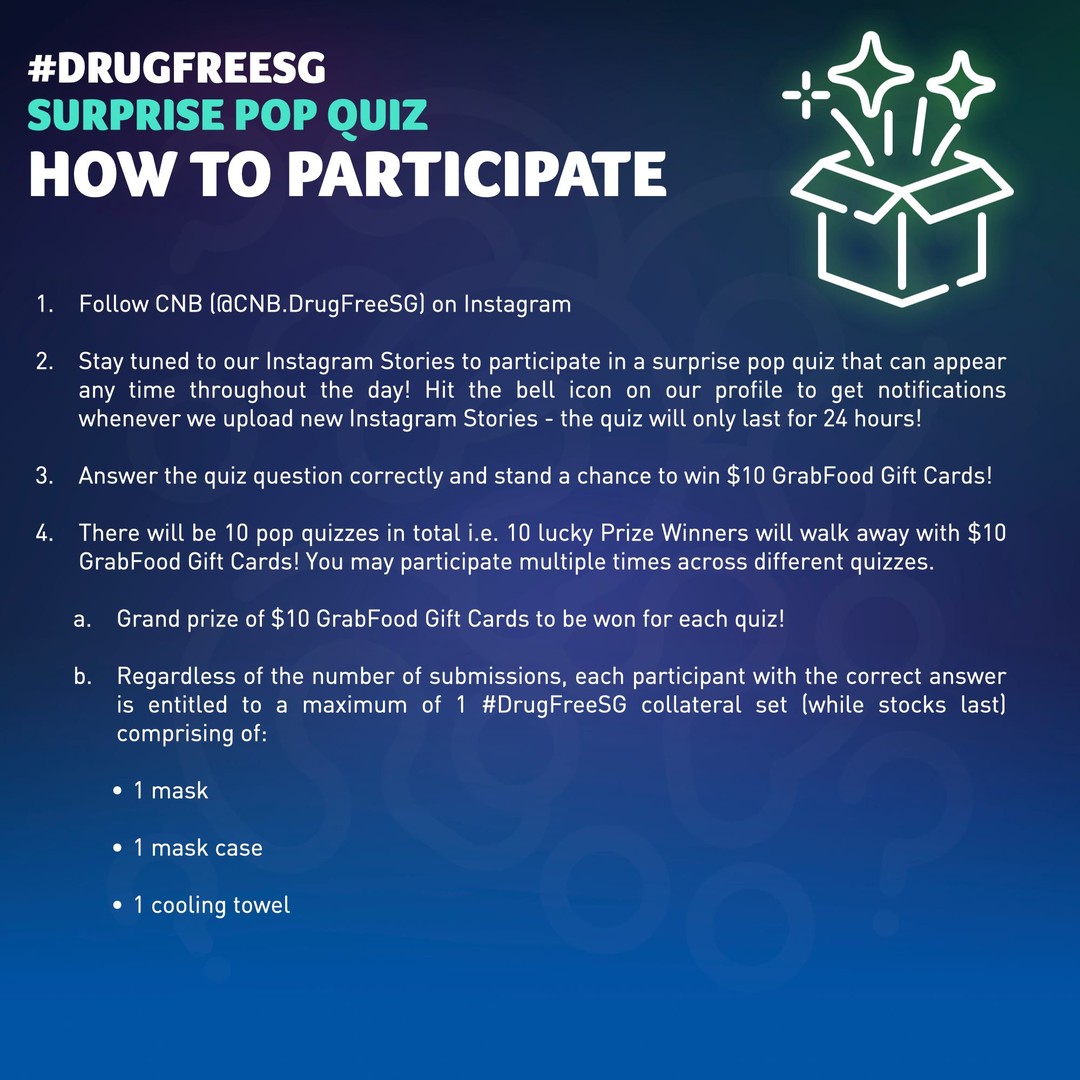 #DRUGFREESG
SURPRISE POP QUIZ
HOW TO PARTICIPATE
1. Follow CNB (@CNB.DrugFreeSG) on Instagram
2. Stay tuned to our Instagram Stories to participate in a surprise pop quiz that can appear
any time throughout the day! Hit the bell icon on our profile to get notifications
whenever we upload new Instagram Stories - the quiz will only last for 24 hours!
3. Answer the quiz question correctly and stand a chance to win $10 GrabFood Gift Cards!
4. There will be 10 pop quizzes in total i.e. 10 lucky Prize Winners will walk away with $10
GrabFood Gift Cards! You may participate multiple times across different quizzes.
a. Grand prize of $10 GrabFood Gift Cards to be won for each quiz!
b. Regardless of the number of submissions, each participant with the correct answer
is entitled to a maximum of 1 #DrugFreeSG collateral set (while stocks last)
comprising of:
• 1 mask
• 1 mask case
• 1 cooling towel